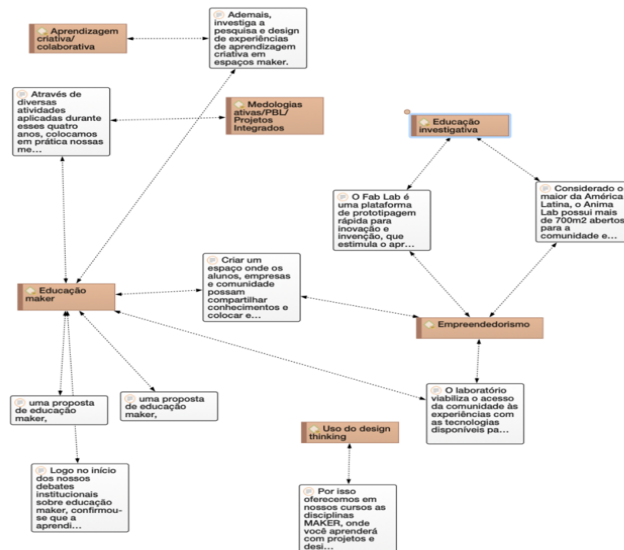 Ademais,
investiga a
pesquisa e design
de experiências
de aprendizagem
criativa em
espaços maker.
Aprendizagem
criativa/
colaborativa
Através de
diversas
atividades
aplicadas durante
esses quatro
anos, colocamos
em prática nossas
me...
Medologias
ativas/PBL/
Projetos
Integrados
Educação
investigativa
O Fab Lab é
uma plataforma
de prototipagem
rápida para
inovação e
invenção, que
estimula o apr...
Considerado o
maior da América
Latina, o Anima
Lab possui mais
de 700m2 abertos
para a
comunidade e...
Criar um
espaço onde os
alunos, empresas
e comunidade
possam
compartilhar
conhecimentos e
colocar e...
Educação
maker
Empreendedorismo
uma proposta
de educação
maker,
uma proposta
de educação
maker,
O laboratório
viabiliza o acesso
da comunidade às
experiências com
as tecnologias
disponíveis pa...
Uso do design
thinking
Logo no início
dos nossos
debates
institucionais
sobre educação
maker, confirmou-
se que a
aprendi...
Por isso
oferecemos em
nossos cursos as
disciplinas
MAKER, onde
você aprenderá
com projetos e
desi...